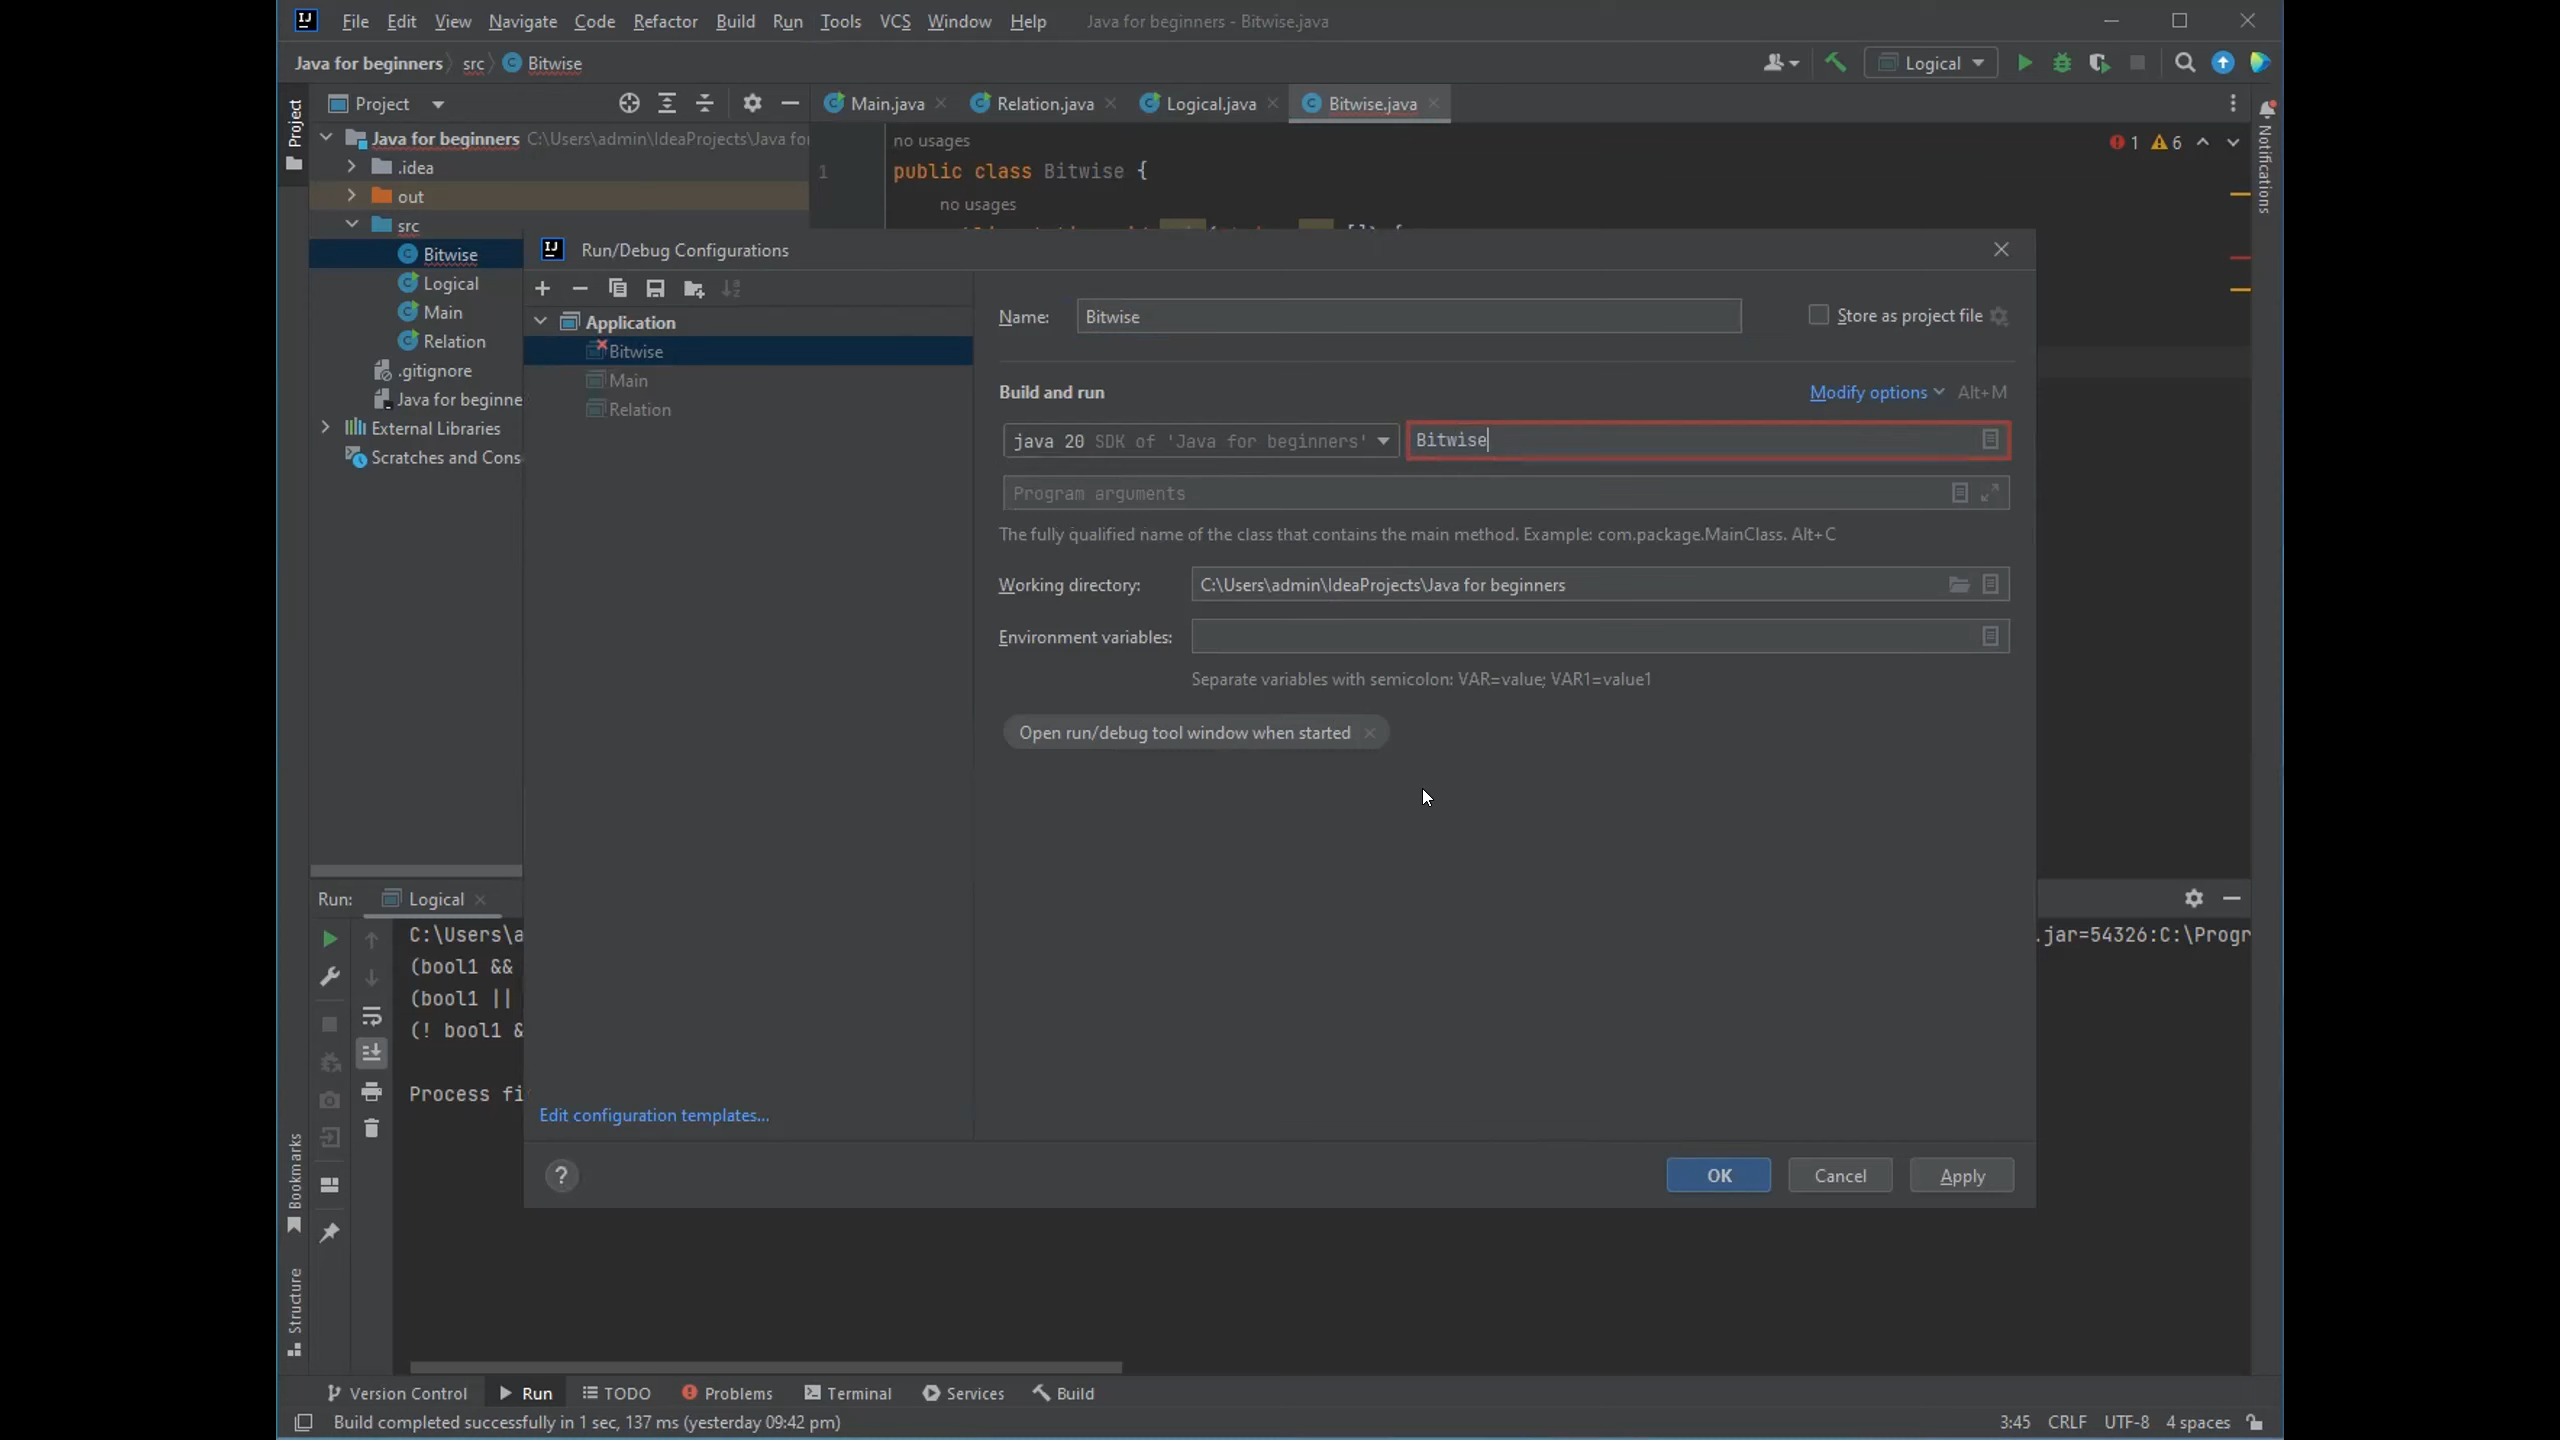 File Edit View Navigate Code Refactor Build Run Tools VCS Window Help Java for beginners - Bitwise.java
Java for beginners src Bitwise
Logical
Project
Main.java Relation.java Logical.java Bitwise.java
Project
Java for beginners C:\Users\admin\IdeaProjects\Java for
.idea
out
src
Bitwise
Logical
Main
Relation
.gitignore
Java for beginne
External Libraries
Scratches and Cons
no usages
1 public class Bitwise {
no usages
1 6
Notifications
Run/Debug Configurations
Application
Bitwise
Main
Relation
Edit configuration templates...
Name: Bitwise
Store as project file
Build and run
Modify options Alt+M
java 20 SDK of 'Java for beginners'
Bitwise
Program arguments
The fully qualified name of the class that contains the main method. Example: com.package.MainClass. Alt+C
Working directory: C:\Users\admin\IdeaProjects\Java for beginners
Environment variables:
Separate variables with semicolon: VAR=value; VAR1=value1
Open run/debug tool window when started
? OK Cancel Apply
Run: Logical
C:\Users\a
.jar=54326:C:\Progr
(bool1 &&
(bool1 ||
(! bool1 &
Process fi
Bookmarks
Structure
Version Control Run TODO Problems Terminal Services Build
Build completed successfully in 1 sec, 137 ms (yesterday 09:42 pm)
3:45 CRLF UTF-8 4 spaces